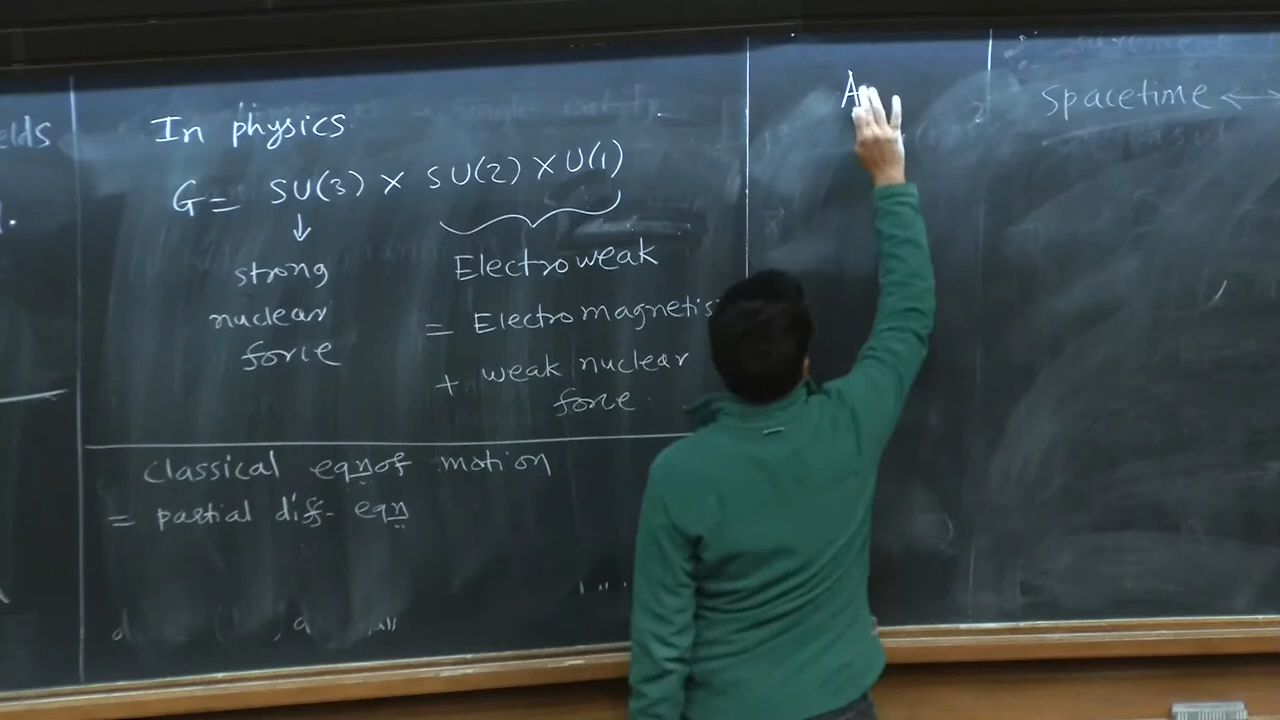 elds
In physics
G = SU(3) × SU(2) × U(1)
↓
strong
nuclear
force
Electroweak
= Electromagnetis
+ weak nuclear
force
classical eqn of motion
= partial diff. eqn
A
spacetime ↔